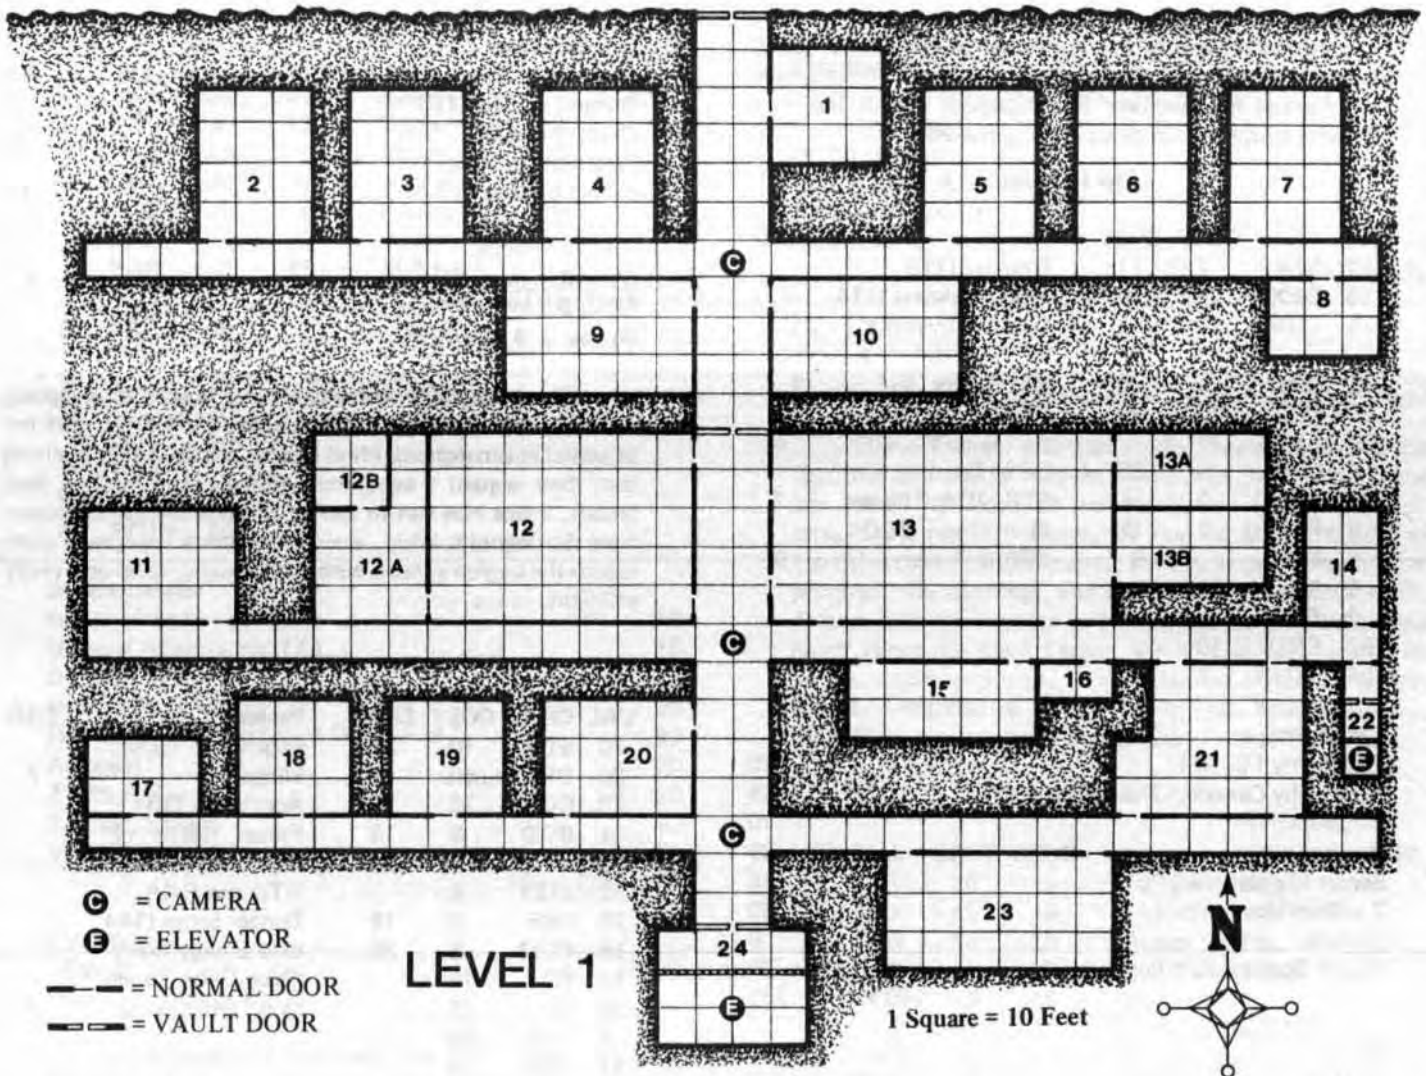 1
2
3
4
5
6
7
C
8
9
10
13A
12B
12
13
11
12A
13B
14
C
15
16
22
17
18
19
20
21
E
C
23
C = CAMERA
E = ELEVATOR
= NORMAL DOOR
= VAULT DOOR
LEVEL 1
24
E
1 Square = 10 Feet
N